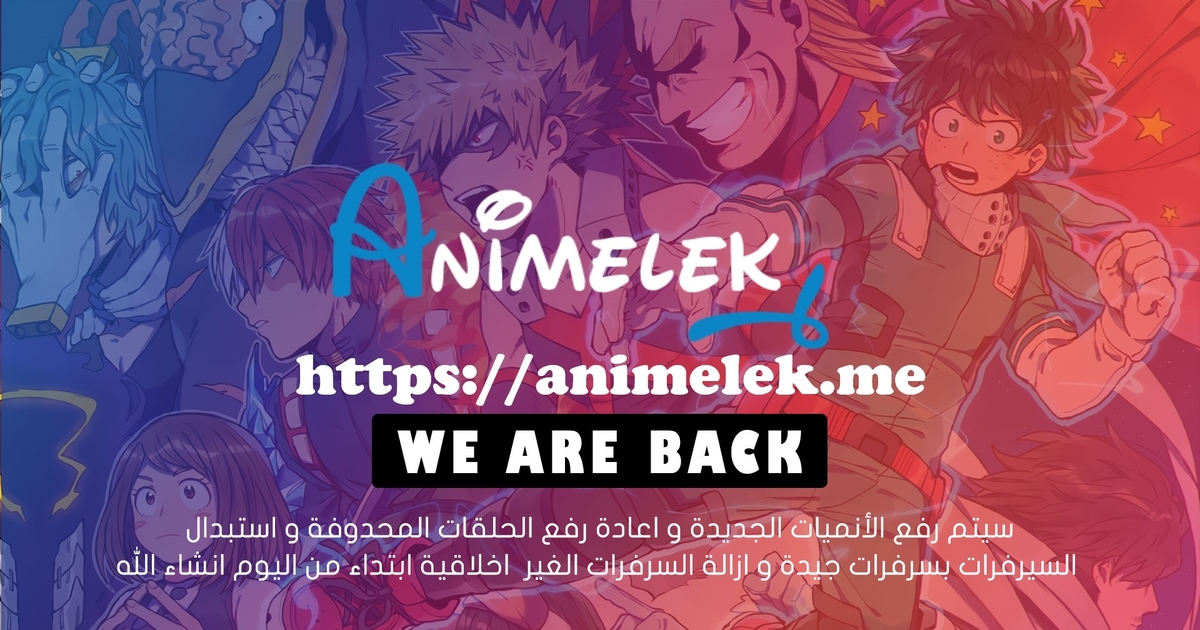 ANIMELEK
https://animelek.me
WE ARE BACK
سيتم رفع الأنميات الجديدة و اعادة رفع الحلقات المحدوفة و استبدال
السيرفرات بسرفرات جيدة و ازالة السرفرات الغير اخلاقية ابتداء من اليوم انشاء الله